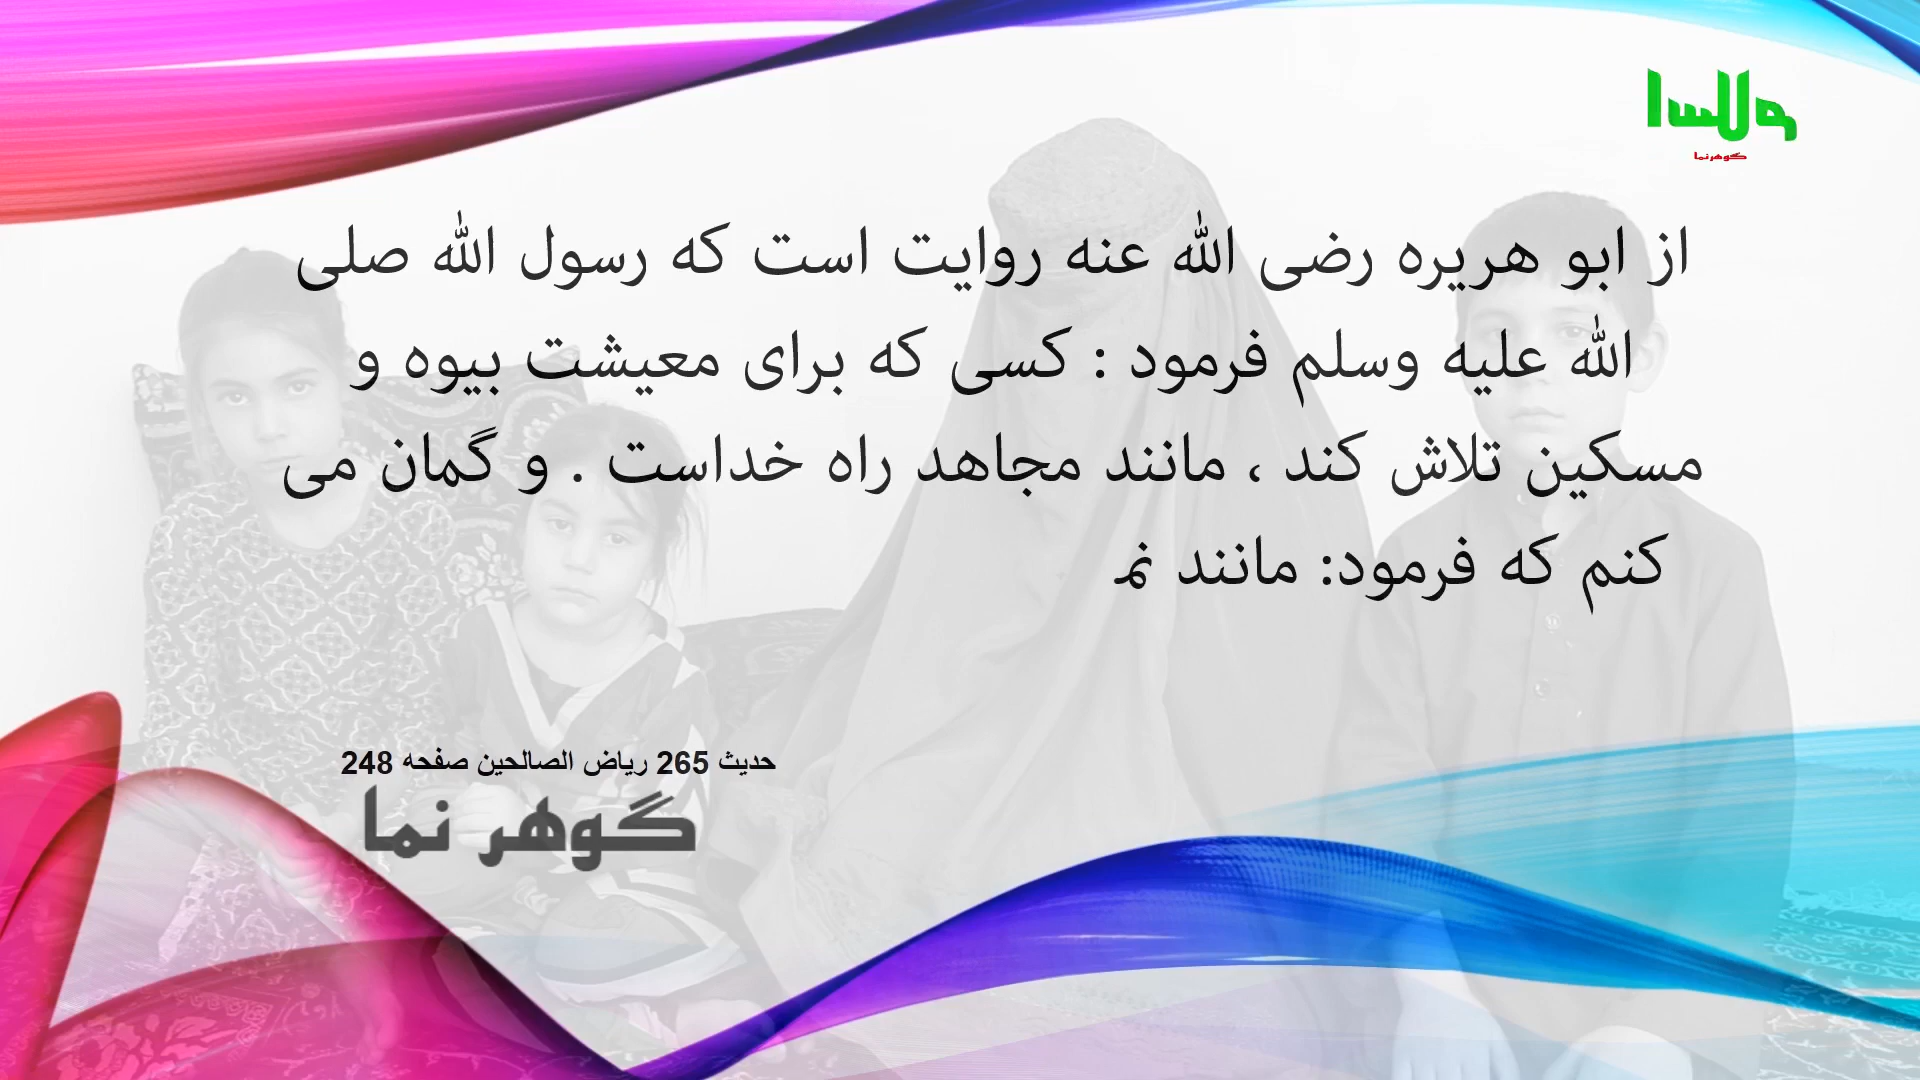 گوهرنما
از ابو هریره رضی الله عنه روایت است که رسول الله صلی
الله علیه وسلم فرمود : کسی که برای معیشت بیوه و
مسکین تلاش کند ، مانند مجاهد راه خداست . و گمان می
کنم که فرمود: مانند نم
حدیث 265 ریاض الصالحین صفحه 248
گوهر نما